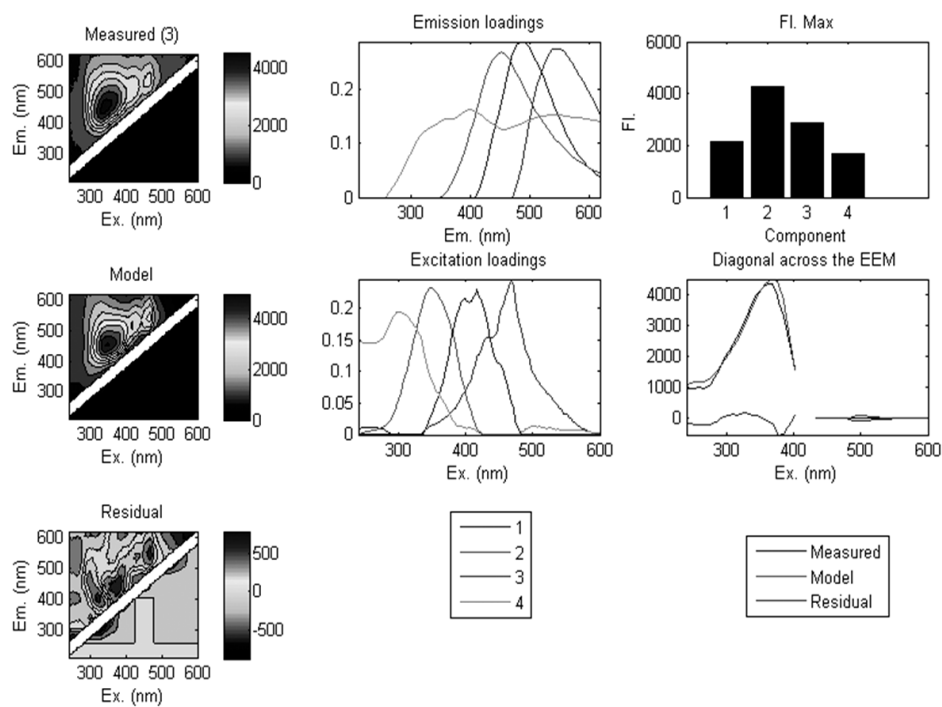 Measured (3)
600
500
400
300
Em. (nm)
300 400 500 600
Ex. (nm)
4000
2000
0
Emission loadings
0.2
0.1
0
300 400 500 600
Em. (nm)
Fl. Max
6000
4000
2000
0
Fl.
1 2 3 4
Component
Model
600
500
400
300
Em. (nm)
300 400 500 600
Ex. (nm)
4000
2000
0
Excitation loadings
0.2
0.15
0.1
0.05
0
300 400 500 600
Ex. (nm)
Diagonal across the EEM
4000
3000
2000
1000
0
300 400 500 600
Ex. (nm)
Residual
600
500
400
300
Em. (nm)
300 400 500 600
Ex. (nm)
500
0
-500
1
2
3
4
Measured
Model
Residual